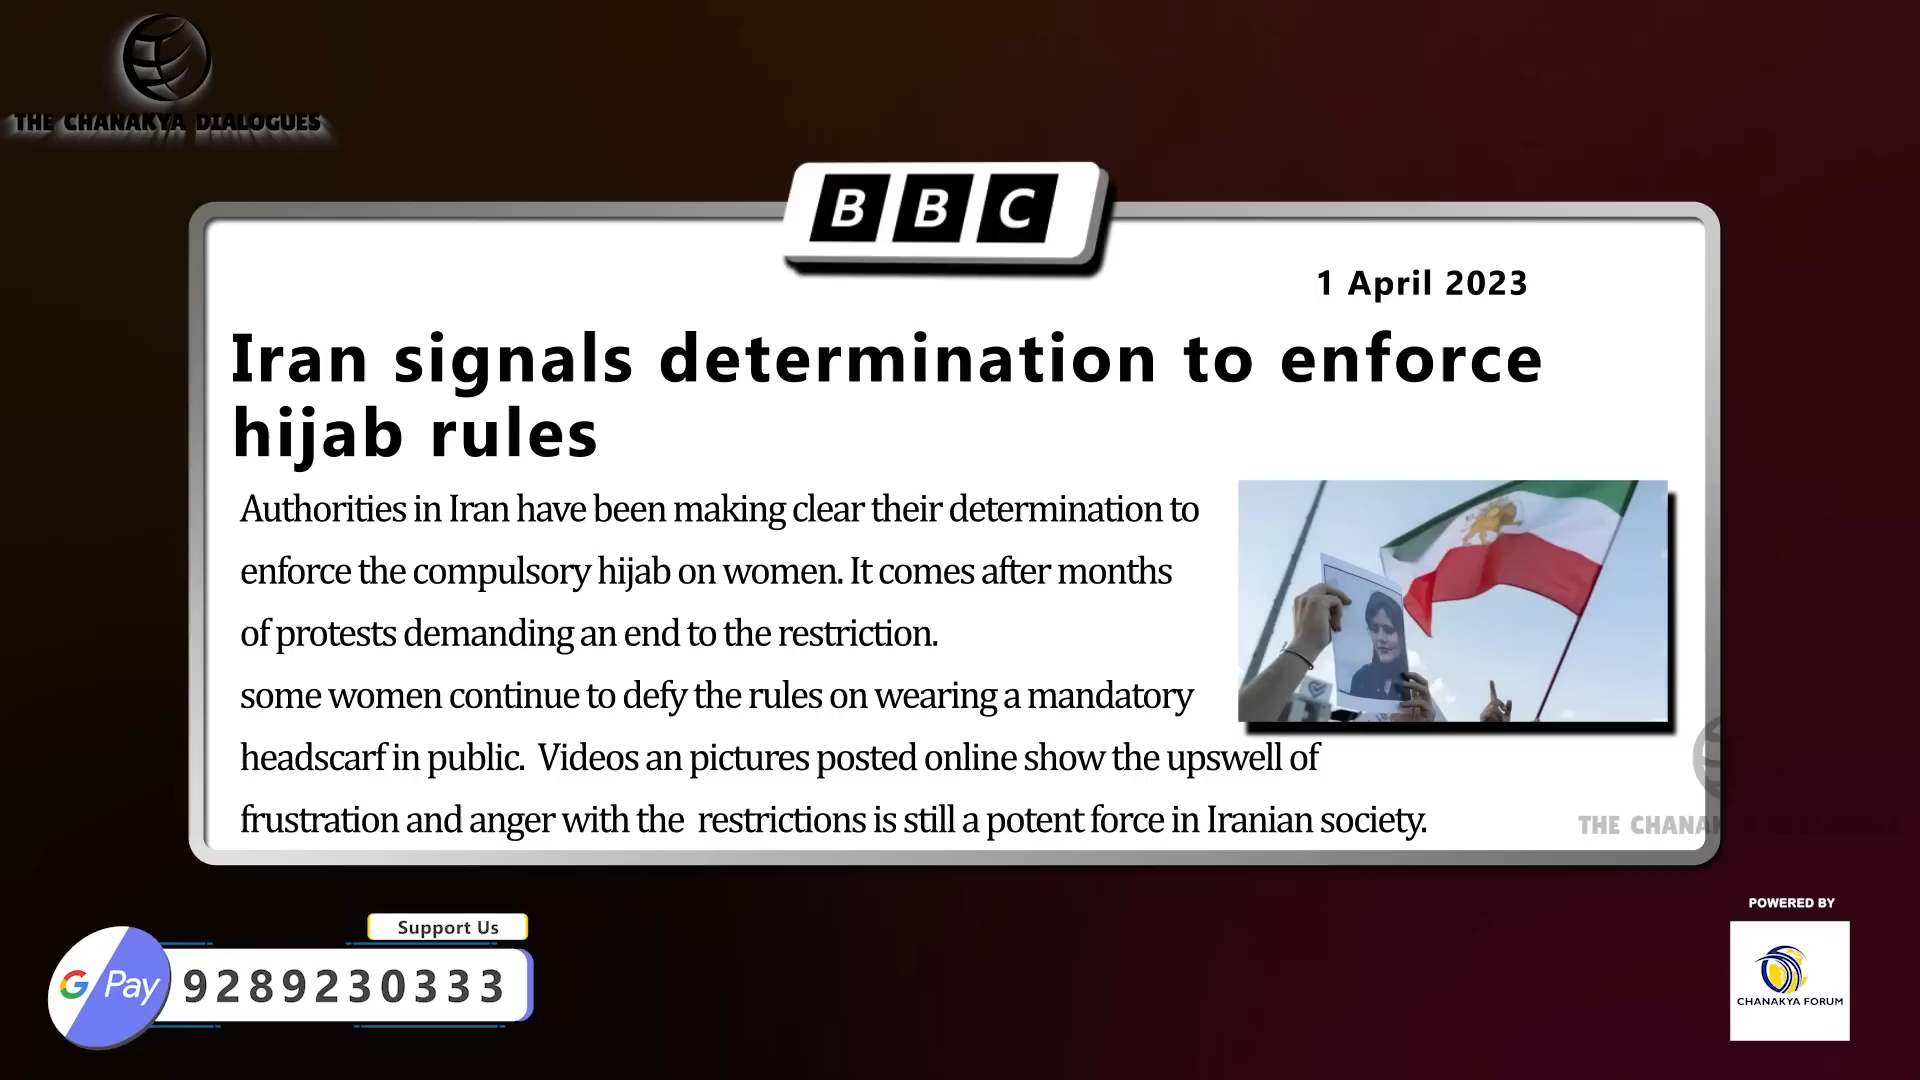 THE CHANAKYA DIALOGUES
BBC
1 April 2023
Iran signals determination to enforce
hijab rules
Authorities in Iran have been making clear their determination to
enforce the compulsory hijab on women. It comes after months
of protests demanding an end to the restriction.
some women continue to defy the rules on wearing a mandatory
headscarf in public. Videos an pictures posted online show the upswell of
frustration and anger with the restrictions is still a potent force in Iranian society.
THE
Support Us
G Pay 9289230333
POWERED BY
CHANAKYA FORUM